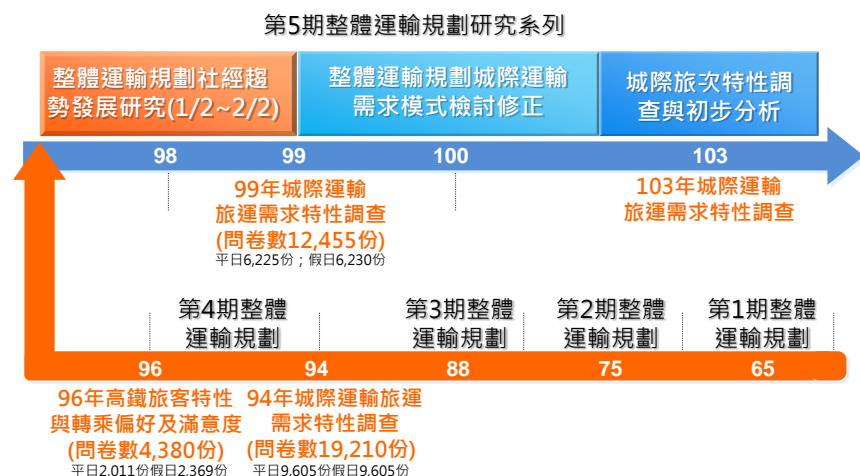 第5期整體運輸規劃研究系列
整體運輸規劃社經趨
勢發展研究(1/2~2/2)
整體運輸規劃城際運輸
需求模式檢討修正
城際旅次特性調
查與初步分析
98
99
100
103
99年城際運輸
旅運需求特性調查
(問卷數12,455份)
平日6,225份；假日6,230份
103年城際運輸
旅運需求特性調查
第4期整體
運輸規劃
第3期整體
運輸規劃
第2期整體
運輸規劃
第1期整體
運輸規劃
96
94
88
75
65
96年高鐵旅客特性
與轉乘偏好及滿意度
(問卷數4,380份)
平日2,011份假日2,369份
94年城際運輸旅運
需求特性調查
(問卷數19,210份)
平日9,605份假日9,605份